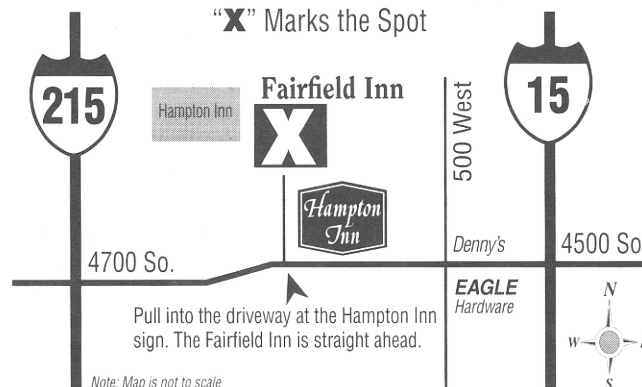 “X” Marks the Spot
215
Hampton Inn
Fairfield Inn
X
500 West
15
Hampton
Inn
4700 So.
Denny's
4500 So
EAGLE
Hardware
Pull into the driveway at the Hampton Inn
sign. The Fairfield Inn is straight ahead.
N
W
S
Note: Map is not to scale